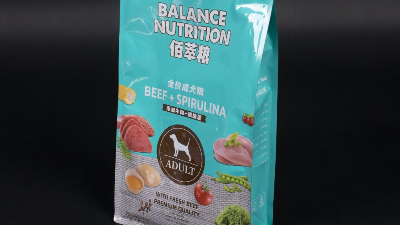 BALANCE
NUTRITION
佰萃粮
全价成犬粮
BEEF + SPIRULINA
ADULT
WITH FRESH BEEF
PREMIUM QUALITY